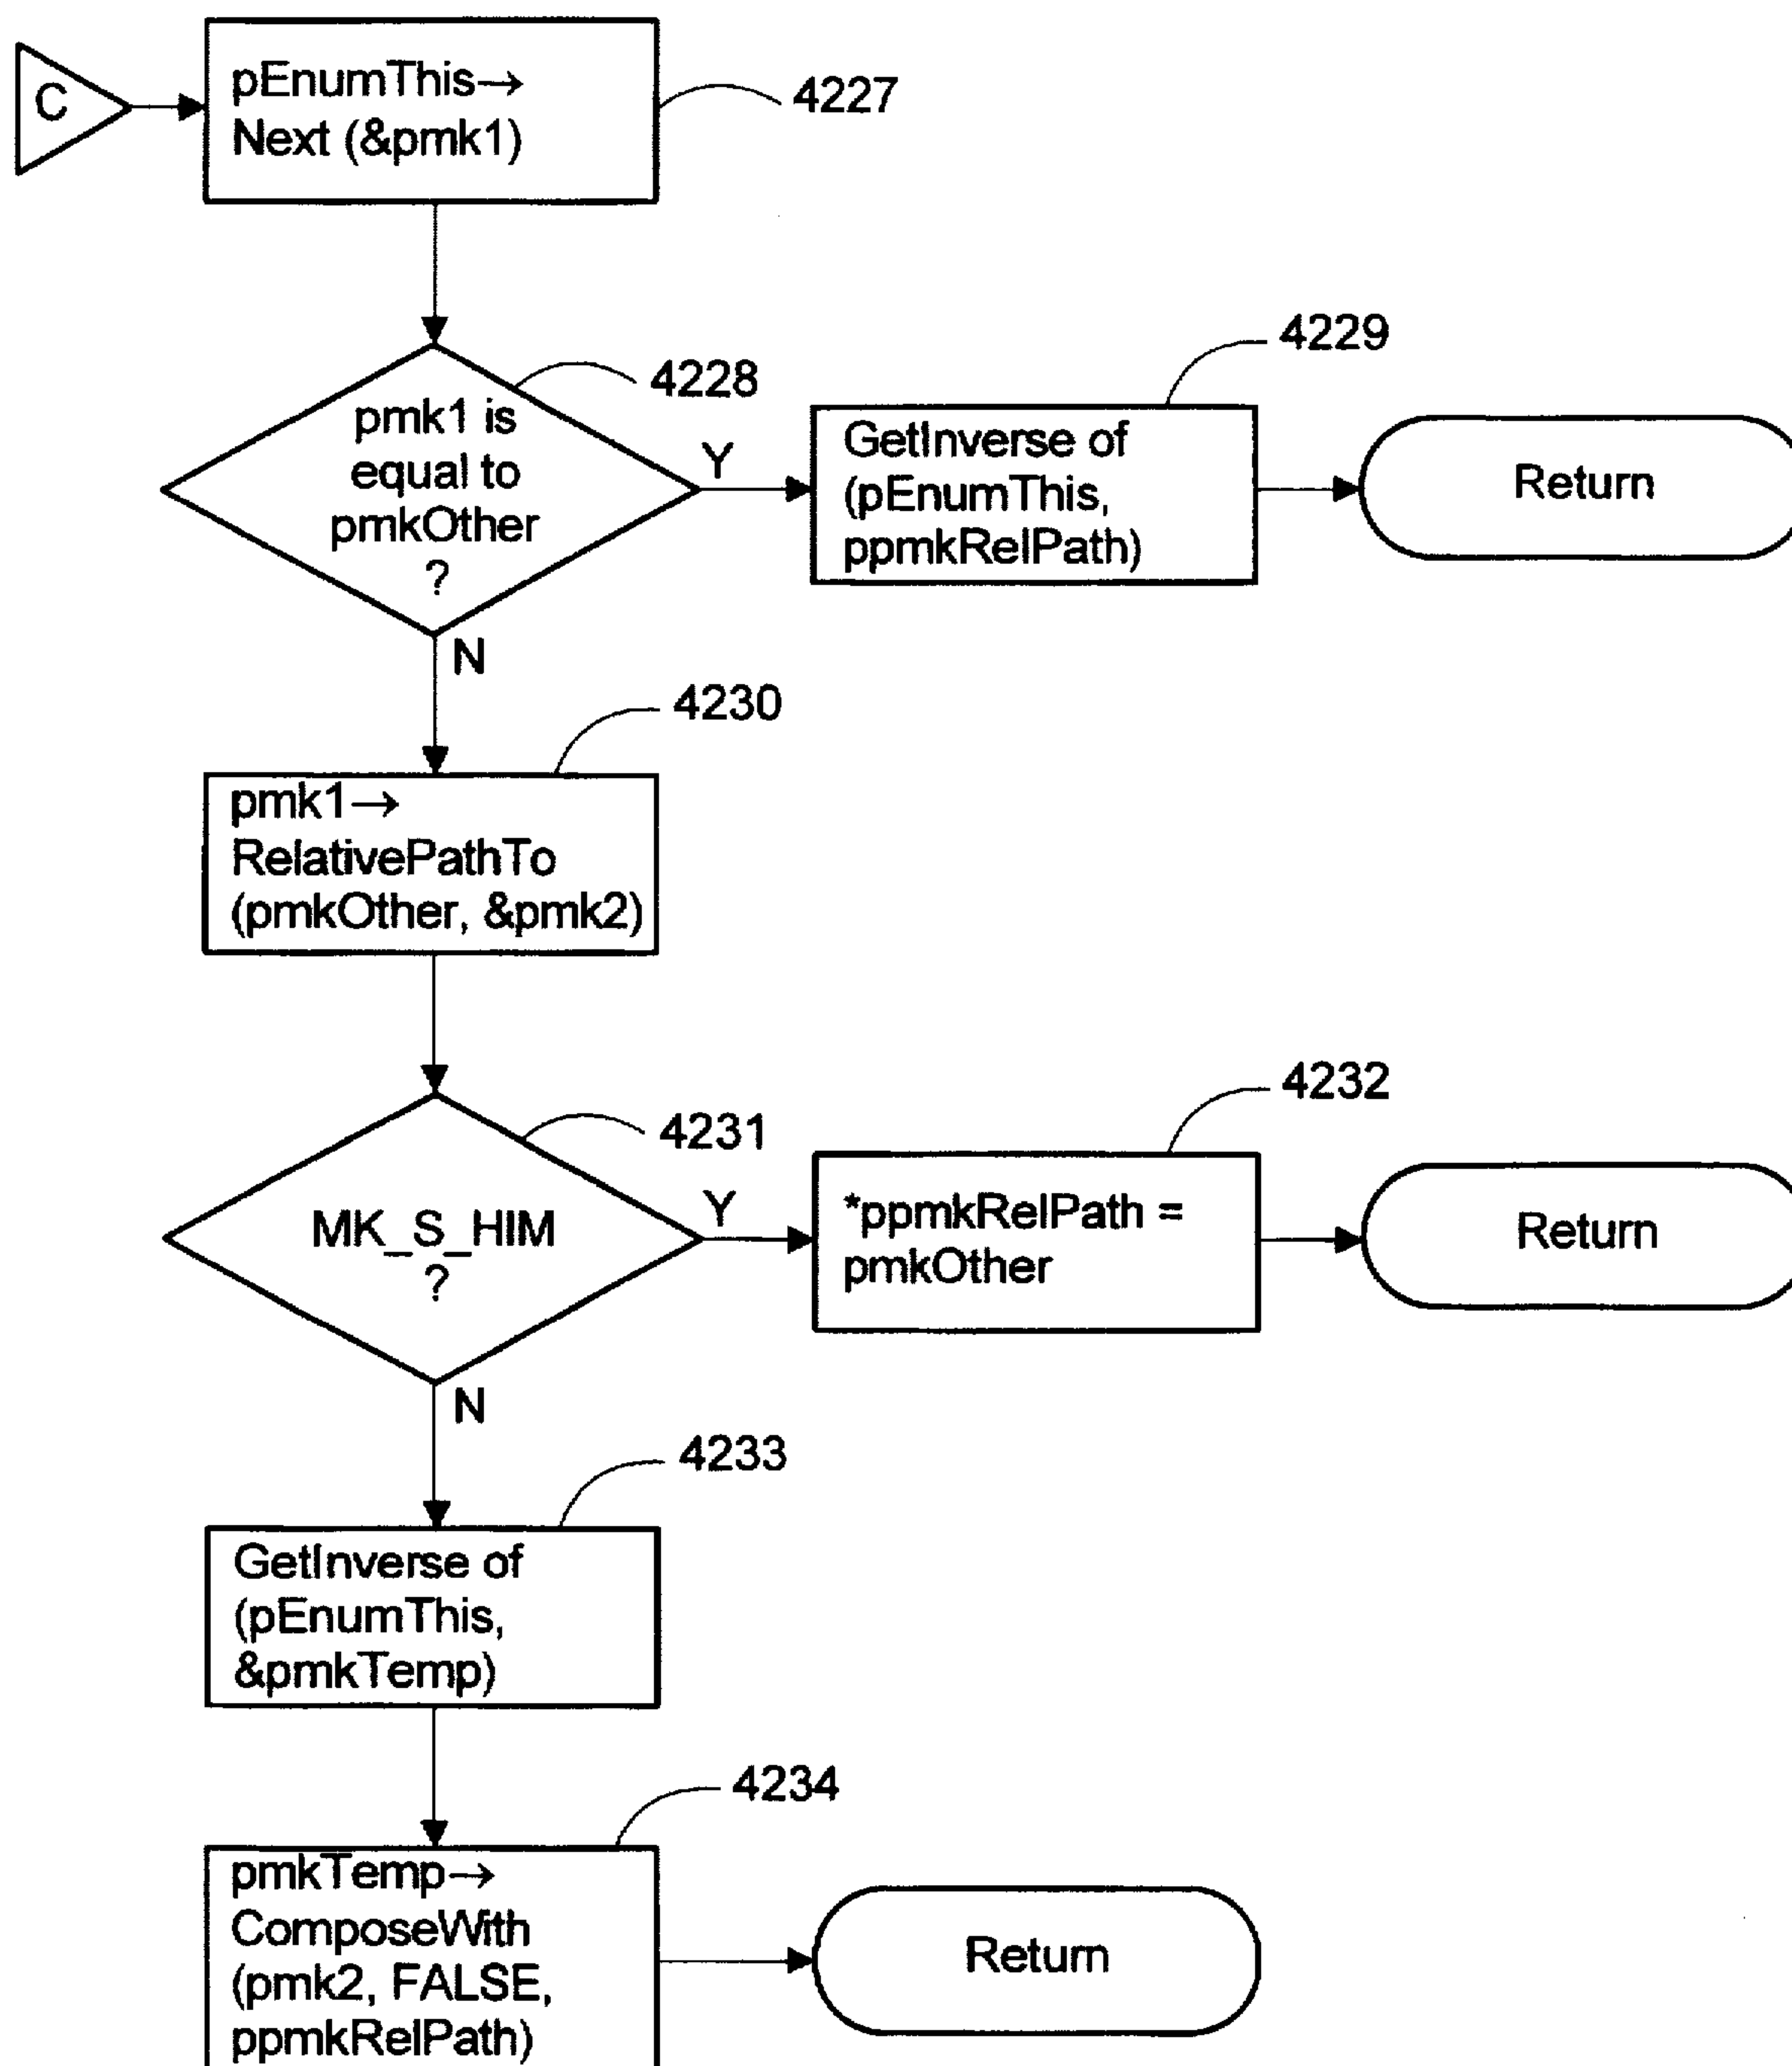 C
pEnumThis→
Next (&pmk1)
4227
4228
pmk1 is
equal to
pmkOther
?
Y
4229
GetInverse of
(pEnumThis,
ppmkRelPath)
Return
N
4230
pmk1→
RelativePathTo
(pmkOther, &pmk2)
4231
MK_S_HIM
?
Y
4232
*ppmkRelPath =
pmkOther
Return
N
4233
GetInverse of
(pEnumThis,
&pmkTemp)
4234
pmkTemp→
ComposeWith
(pmk2, FALSE,
ppmkRelPath)
Return